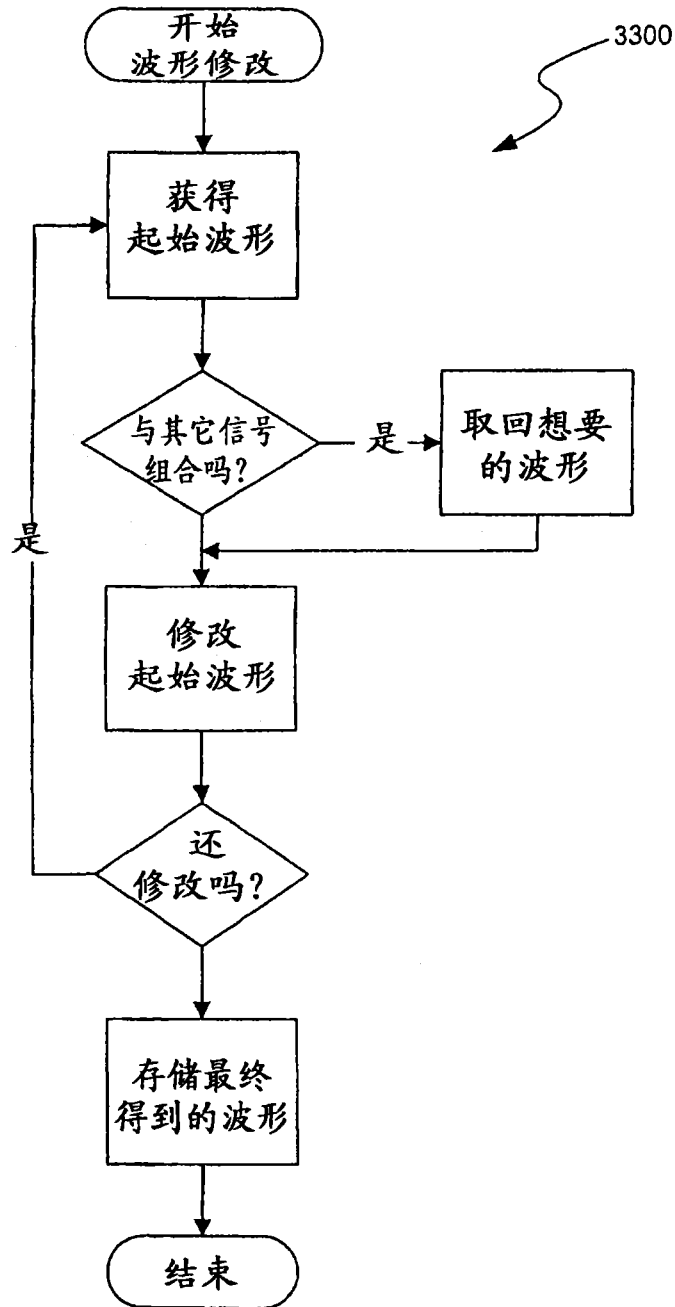 开始
波形修改
3300
获得
起始波形
与其它信号
组合吗?
是
取回想要
的波形
是
修改
起始波形
还
修改吗?
存储最终
得到的波形
结束